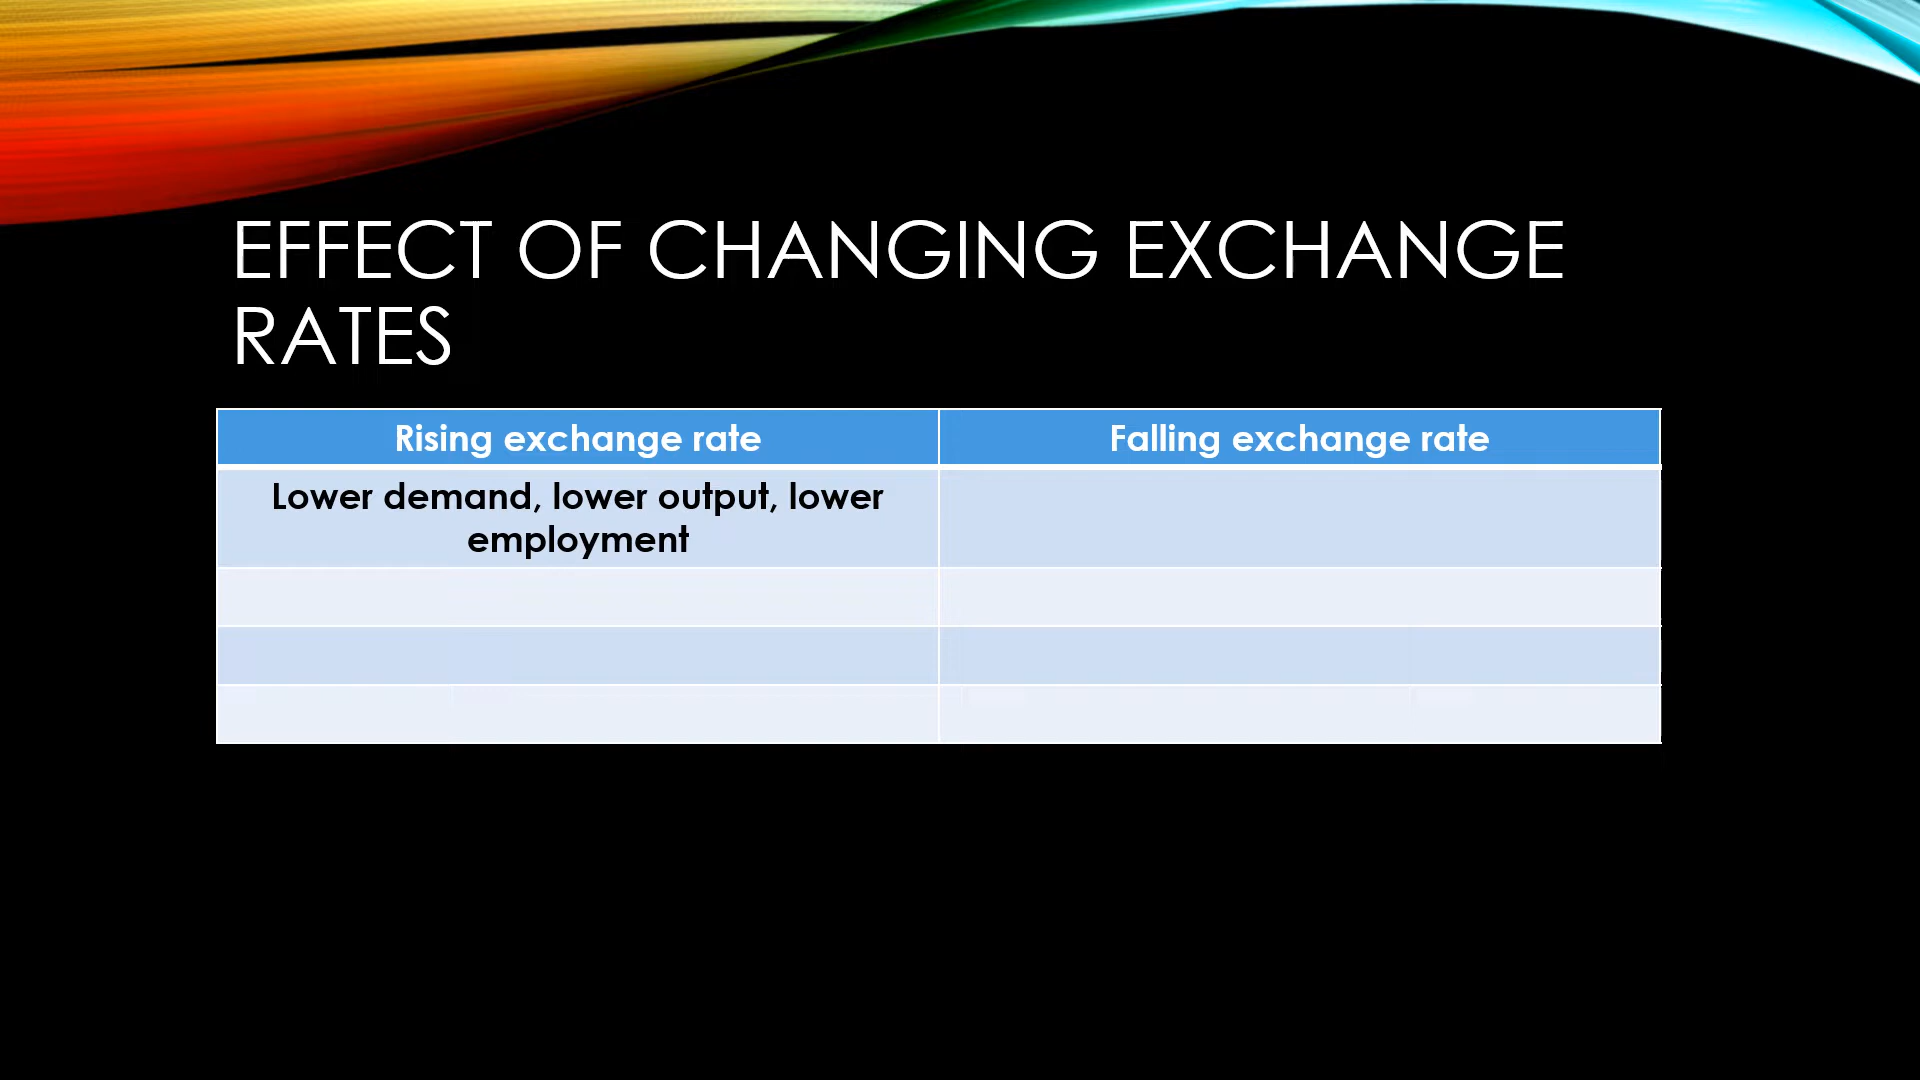 EFFECT OF CHANGING EXCHANGE
RATES
Rising exchange rate
Falling exchange rate
Lower demand, lower output, lower
employment